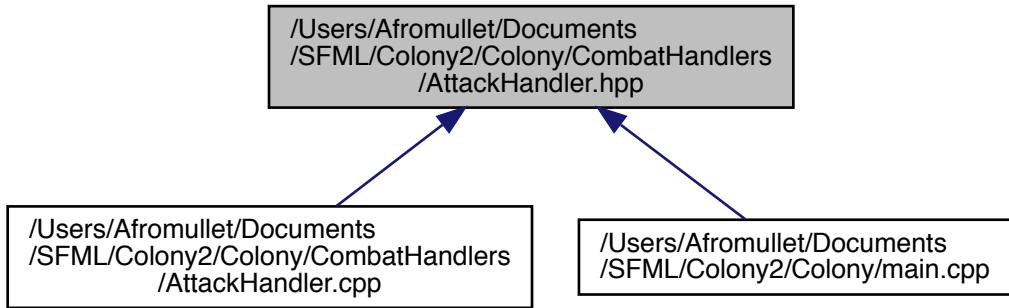 /Users/Afromullet/Documents
/SFML/Colony2/Colony/CombatHandlers
/AttackHandler.hpp
/Users/Afromullet/Documents
/SFML/Colony2/Colony/CombatHandlers
/AttackHandler.cpp
/Users/Afromullet/Documents
/SFML/Colony2/Colony/main.cpp